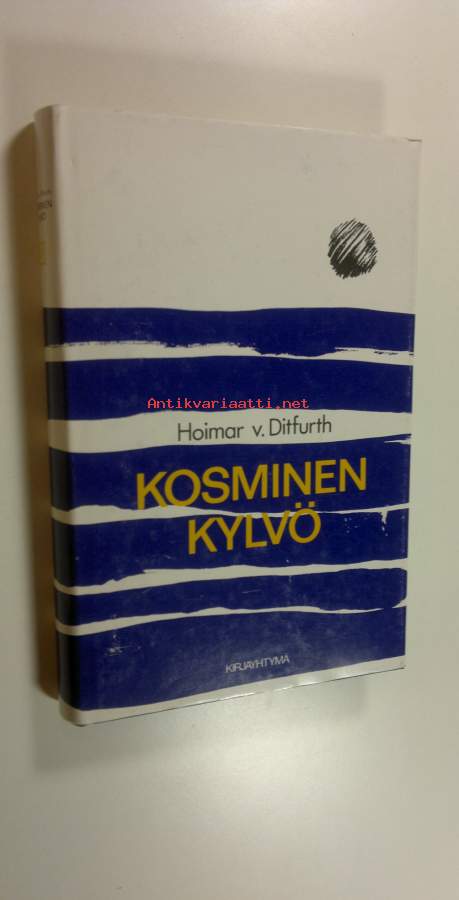 Antikvariaatti.net
Hoimar v. Ditfurth
KOSMINEN
KYLVÖ
KIRJAYHTYMÄ